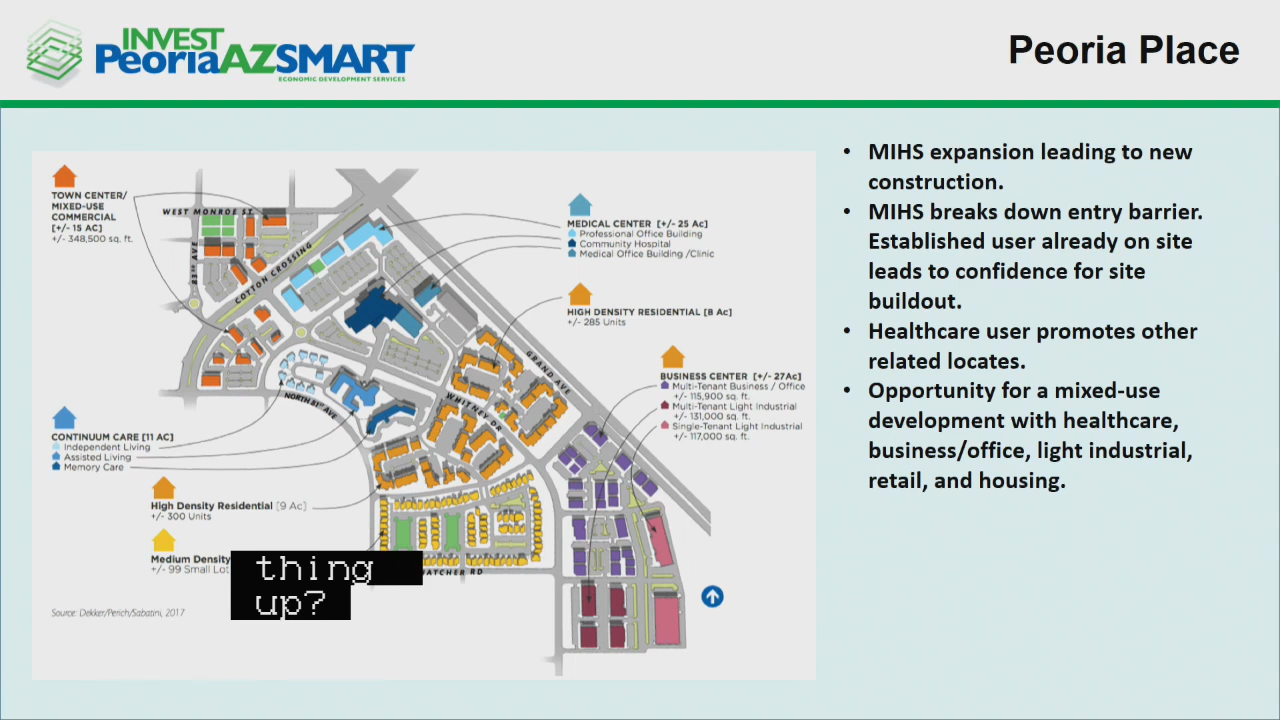 INVEST
PeoriaAZSMART
ECONOMIC DEVELOPMENT SERVICES
Peoria Place
TOWN CENTER/
MIXED-USE
COMMERCIAL
[+/- 15 AC]
+/- 348,500 sq. ft.
WEST MONROE ST
83RD AVE
COTTON CROSSING
MEDICAL CENTER [+/- 25 Ac]
Professional Office Building
Community Hospital
Medical Office Building /Clinic
HIGH DENSITY RESIDENTIAL [8 Ac]
+/- 285 Units
GRAND AVE
BUSINESS CENTER [+/- 27Ac]
Multi-Tenant Business / Office
+/- 115,900 sq. ft.
Multi-Tenant Light Industrial
+/- 131,000 sq. ft.
Single-Tenant Light Industrial
+/- 117,000 sq. ft.
NORTH 81ST AVE
WHITNEY DR
CONTINUUM CARE [11 AC]
Independent Living
Assisted Living
Memory Care
High Density Residential [9 Ac]
+/- 300 Units
Medium Density
+/- 99 Small Lot
HATCHER RD
thing
up?
Source: Dekker/Perich/Sabatini, 2017
• MIHS expansion leading to new
construction.
• MIHS breaks down entry barrier.
Established user already on site
leads to confidence for site
buildout.
• Healthcare user promotes other
related locates.
• Opportunity for a mixed-use
development with healthcare,
business/office, light industrial,
retail, and housing.